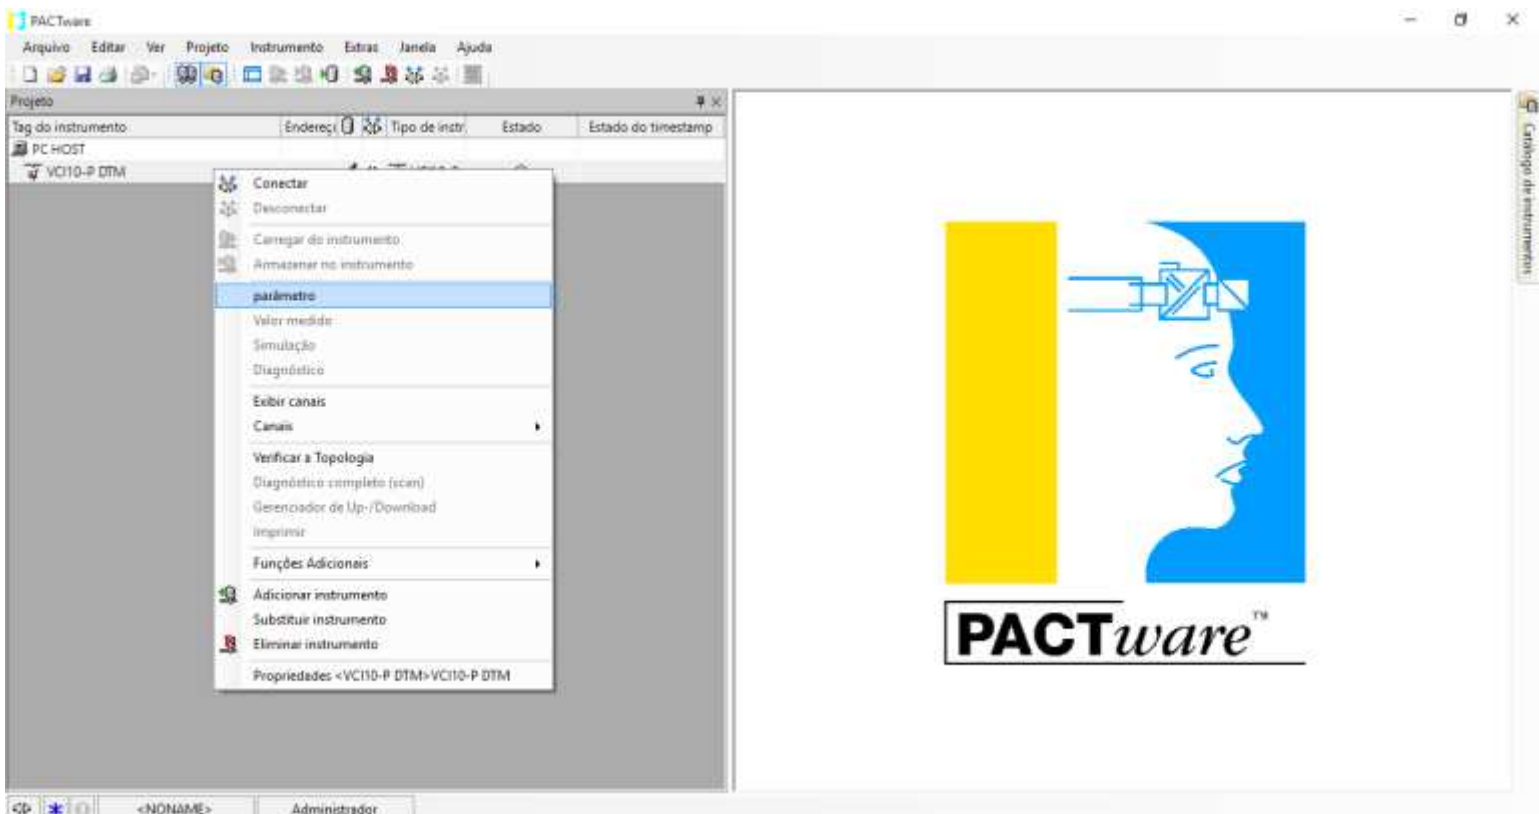 PACTware
Arquivo Editar Ver Projeto Instrumento Extras Janela Ajuda
Projeto
Tag do instrumento Endereç Tipo de instr. Estado Estado do timestamp
PC HOST
VCI10-P DTM
Conectar
Desconectar
Carregar do instrumento
Armazenar no instrumento
parâmetro
Valor medido
Simulação
Diagnóstico
Exibir canais
Canais
Verificar a Topologia
Diagnóstico completo (scan)
Gerenciador de Up-/Download
Imprimir
Funções Adicionais
Adicionar instrumento
Substituir instrumento
Eliminar instrumento
Propriedades <VCI10-P DTM>VCI10-P DTM
Catálogo de instrumentos
PACTware™
<NONAME> Administrador